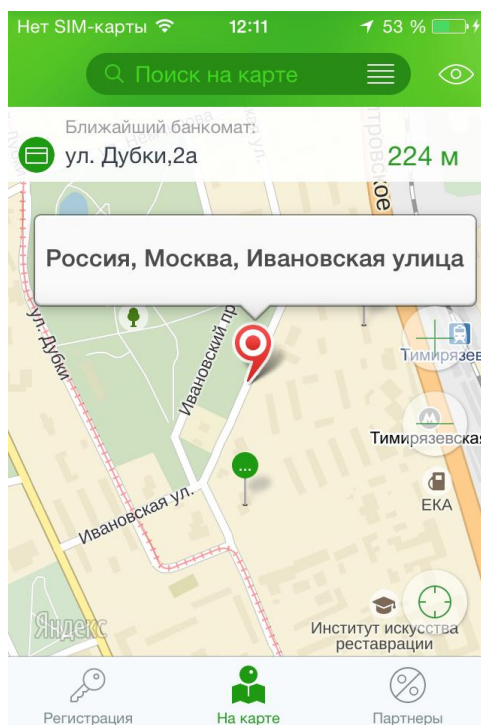 Нет SIM-карты 12:11 53 %
Поиск на карте
Ближайший банкомат:
ул. Дубки,2а 224 м
Россия, Москва, Ивановская улица
ул. Дубки
Ивановский пр
Тимирязев
Тимирязевская
...
ЕКА
Ивановская ул.
Яндекс
Институт искусства
реставрации
Регистрация На карте Партнеры